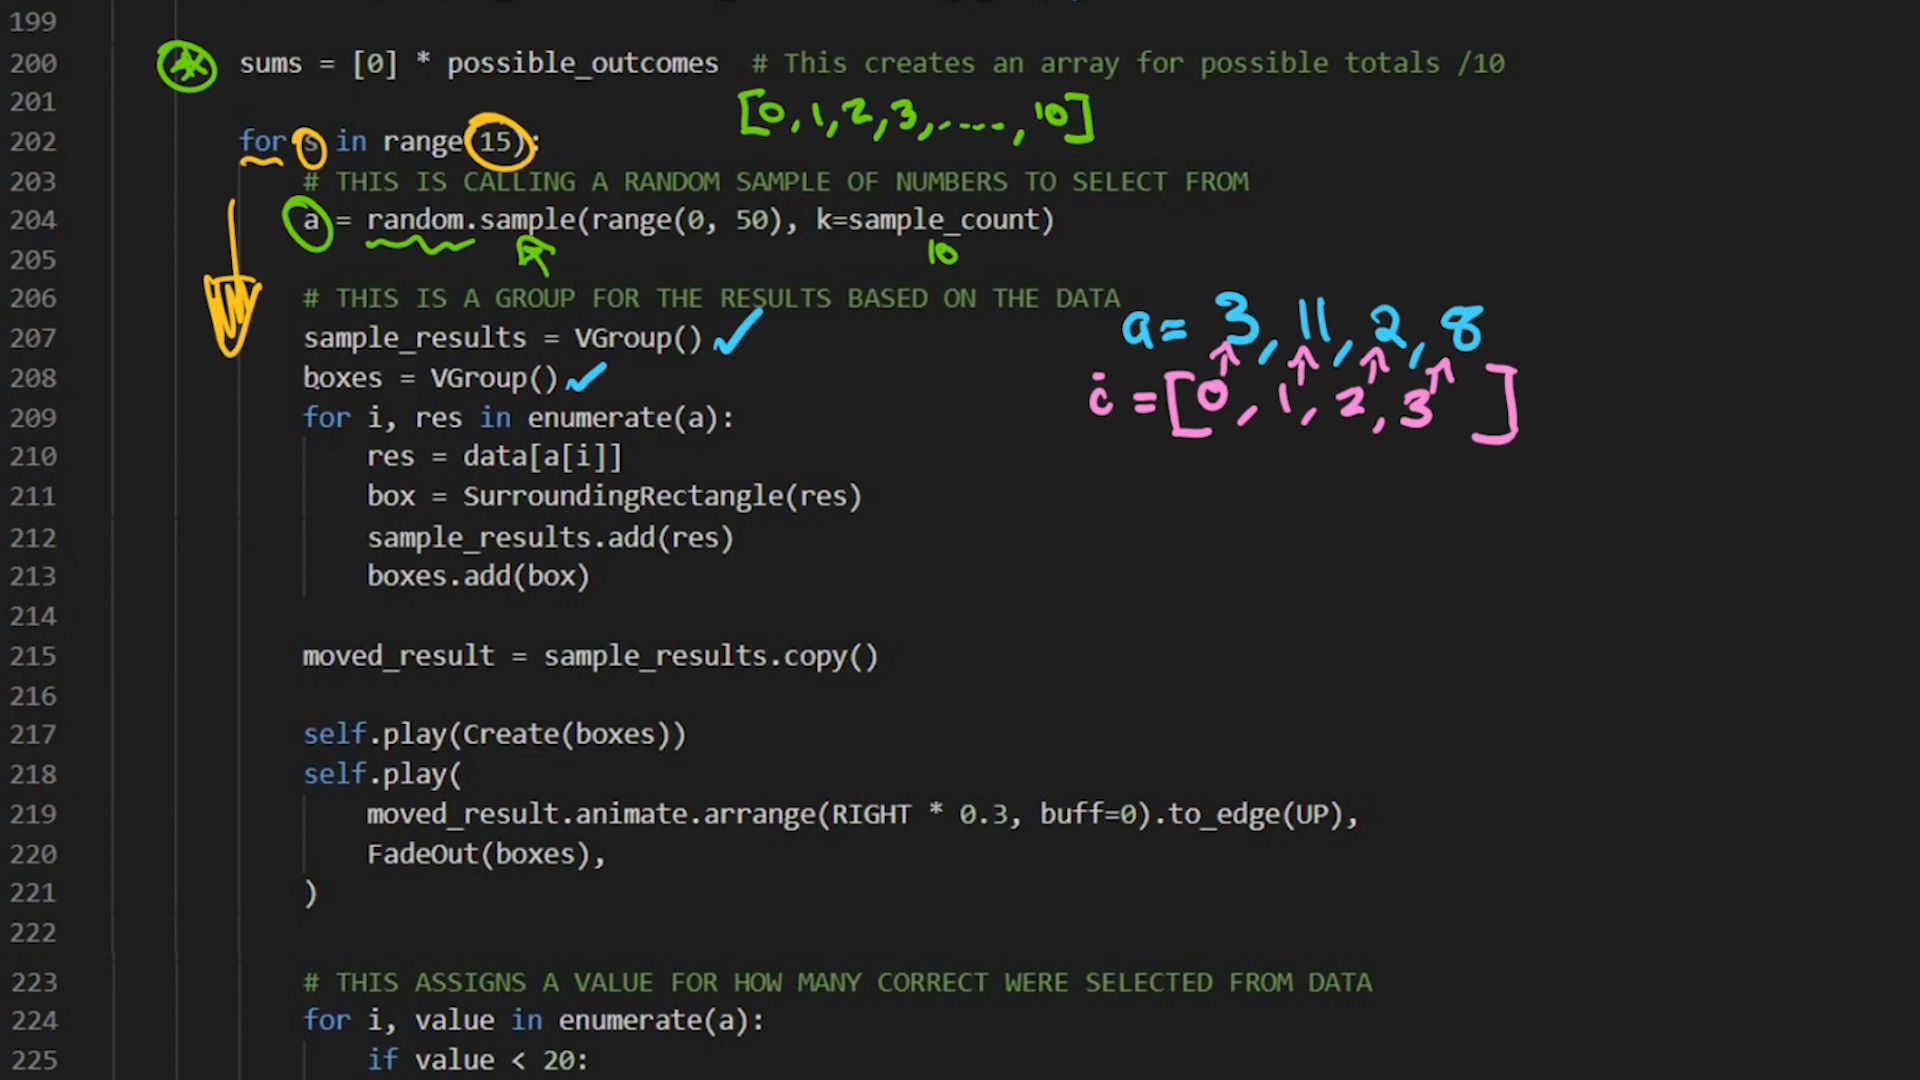 199
200 sums = [0] * possible_outcomes # This creates an array for possible totals /10
201 [0, 1, 2, 3, ....., 10]
202 for s in range(15):
203 # THIS IS CALLING A RANDOM SAMPLE OF NUMBERS TO SELECT FROM
204 a = random.sample(range(0, 50), k=sample_count)
205 10
206 # THIS IS A GROUP FOR THE RESULTS BASED ON THE DATA
207 sample_results = VGroup() a = 3, 11, 2, 8
208 boxes = VGroup() i = [0, 1, 2, 3 ]
209 for i, res in enumerate(a):
210 res = data[a[i]]
211 box = SurroundingRectangle(res)
212 sample_results.add(res)
213 boxes.add(box)
214
215 moved_result = sample_results.copy()
216
217 self.play(Create(boxes))
218 self.play(
219 moved_result.animate.arrange(RIGHT * 0.3, buff=0).to_edge(UP),
220 FadeOut(boxes),
221 )
222
223 # THIS ASSIGNS A VALUE FOR HOW MANY CORRECT WERE SELECTED FROM DATA
224 for i, value in enumerate(a):
225 if value < 20: